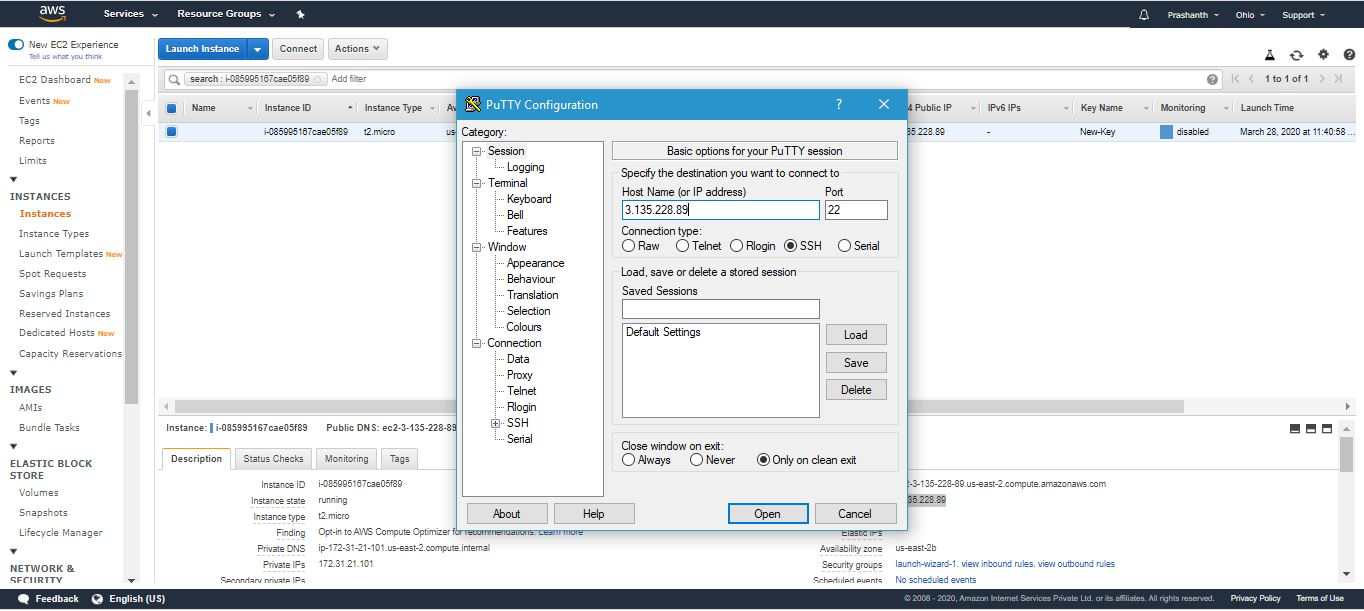 aws
Services
Resource Groups
Prashanth
Ohio
Support
New EC2 Experience
Tell us what you think
Launch Instance
Connect
Actions
search : i-085995167cae05f89
Add filter
1 to 1 of 1
EC2 Dashboard New
Events New
Tags
Reports
Limits
INSTANCES
Instances
Instance Types
Launch Templates New
Spot Requests
Savings Plans
Reserved Instances
Dedicated Hosts New
Capacity Reservations
IMAGES
AMIs
Bundle Tasks
ELASTIC BLOCK
STORE
Volumes
Snapshots
Lifecycle Manager
NETWORK &
SECURITY
Name
Instance ID
Instance Type
Av
4 Public IP
IPv6 IPs
Key Name
Monitoring
Launch Time
i-085995167cae05f89
t2.micro
us-
35.228.89
-
New-Key
disabled
March 28, 2020 at 11:40:58 ...
PuTTY Configuration
?
Category:
Session
Logging
Terminal
Keyboard
Bell
Features
Window
Appearance
Behaviour
Translation
Selection
Colours
Connection
Data
Proxy
Telnet
Rlogin
SSH
Serial
Basic options for your PuTTY session
Specify the destination you want to connect to
Host Name (or IP address)
Port
3.135.228.89
22
Connection type:
Raw
Telnet
Rlogin
SSH
Serial
Load, save or delete a stored session
Saved Sessions
Default Settings
Load
Save
Delete
Close window on exit:
Always
Never
Only on clean exit
About
Help
Open
Cancel
Instance: i-085995167cae05f89
Public DNS: ec2-3-135-228-89
Description
Status Checks
Monitoring
Tags
Instance ID
i-085995167cae05f89
Instance state
running
Instance type
t2.micro
Finding
Opt-in to AWS Compute Optimizer for recommendations. Learn more
Private DNS
ip-172-31-21-101.us-east-2.compute.internal
Private IPs
172.31.21.101
Secondary private IPs
2-3-135-228-89.us-east-2.compute.amazonaws.com
35.228.89
Elastic IPs
Availability zone
us-east-2b
Security groups
launch-wizard-1. view inbound rules. view outbound rules
Scheduled events
No scheduled events
Feedback
English (US)
© 2008 - 2020, Amazon Internet Services Private Ltd. or its affiliates. All rights reserved.
Privacy Policy
Terms of Use